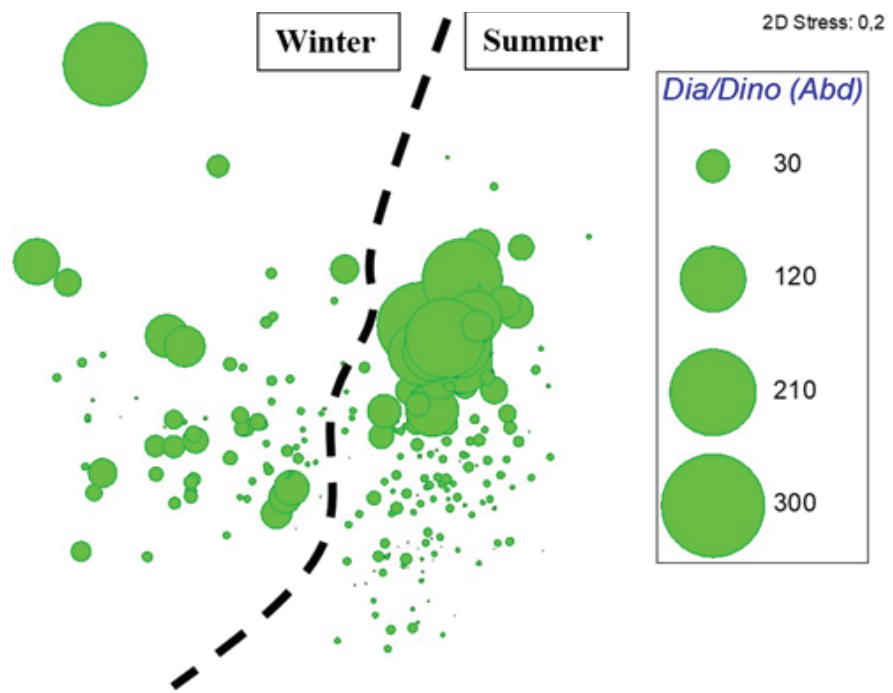 Winter
Summer
2D Stress: 0,2
Dia/Dino (Abd)
30
120
210
300